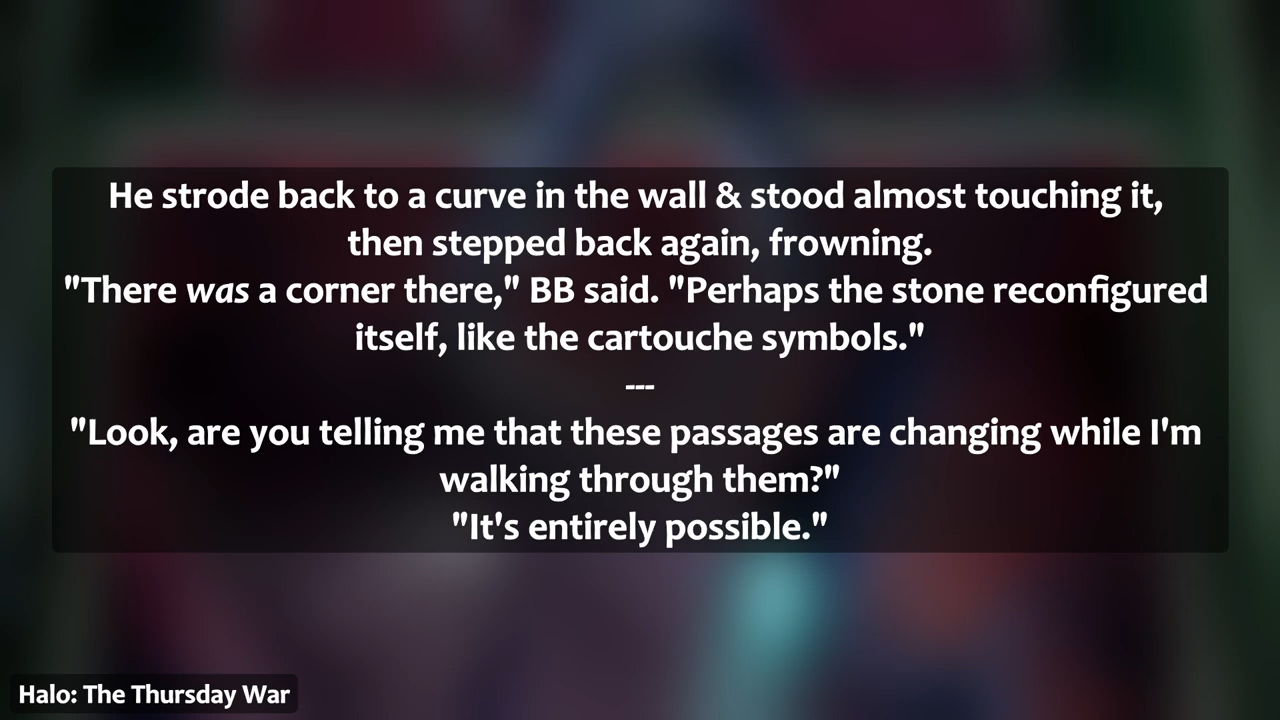 He strode back to a curve in the wall & stood almost touching it,
then stepped back again, frowning.
"There was a corner there," BB said. "Perhaps the stone reconfigured
itself, like the cartouche symbols."
---
"Look, are you telling me that these passages are changing while I'm
walking through them?"
"It's entirely possible."
Halo: The Thursday War